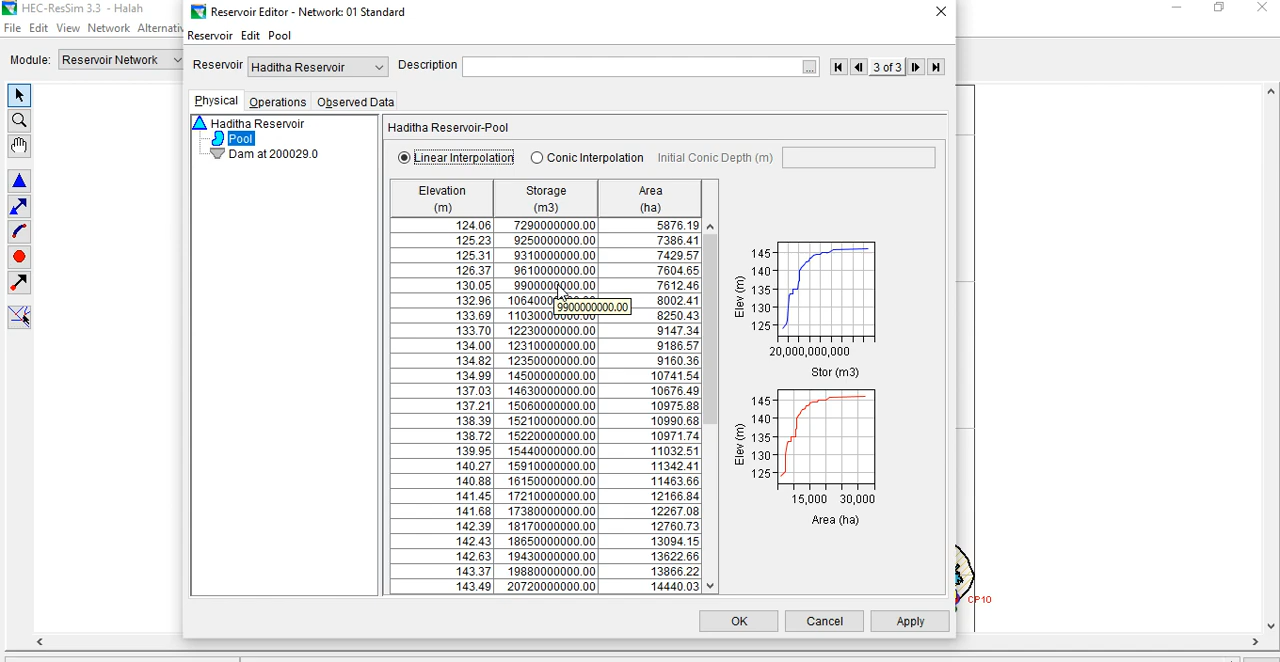 HEC-ResSim 3.3 - Halah
File Edit View Network Alternati
Module: Reservoir Network
Reservoir Editor - Network: 01 Standard
Reservoir Edit Pool
Reservoir Haditha Reservoir Description ... 3 of 3
Physical Operations Observed Data
Haditha Reservoir
Pool
Dam at 200029.0
Haditha Reservoir-Pool
Linear Interpolation Conic Interpolation Initial Conic Depth (m)
Elevation (m) Storage (m3) Area (ha)
124.06 7290000000.00 5876.19
125.23 9250000000.00 7386.41
125.31 9310000000.00 7429.57
126.37 9610000000.00 7604.65
130.05 9900000000.00 7612.46
132.96 1064000 00.00 8002.41
9900000000.00
133.69 11030000000.00 8250.43
133.70 12230000000.00 9147.34
134.00 12310000000.00 9186.57
134.82 12350000000.00 9160.36
134.99 14500000000.00 10741.54
137.03 14630000000.00 10676.49
137.21 15060000000.00 10975.88
138.39 15210000000.00 10990.68
138.72 15220000000.00 10971.74
139.95 15440000000.00 11032.51
140.27 15910000000.00 11342.41
140.88 16150000000.00 11463.66
141.45 17210000000.00 12166.84
141.68 17380000000.00 12267.08
142.39 18170000000.00 12760.73
142.43 18650000000.00 13094.15
142.63 19430000000.00 13622.66
143.37 19880000000.00 13866.22
143.49 20720000000.00 14440.03
Elev (m)
145
140
135
130
125
20,000,000,000
Stor (m3)
Elev (m)
145
140
135
130
125
15,000 30,000
Area (ha)
CP10
OK Cancel Apply